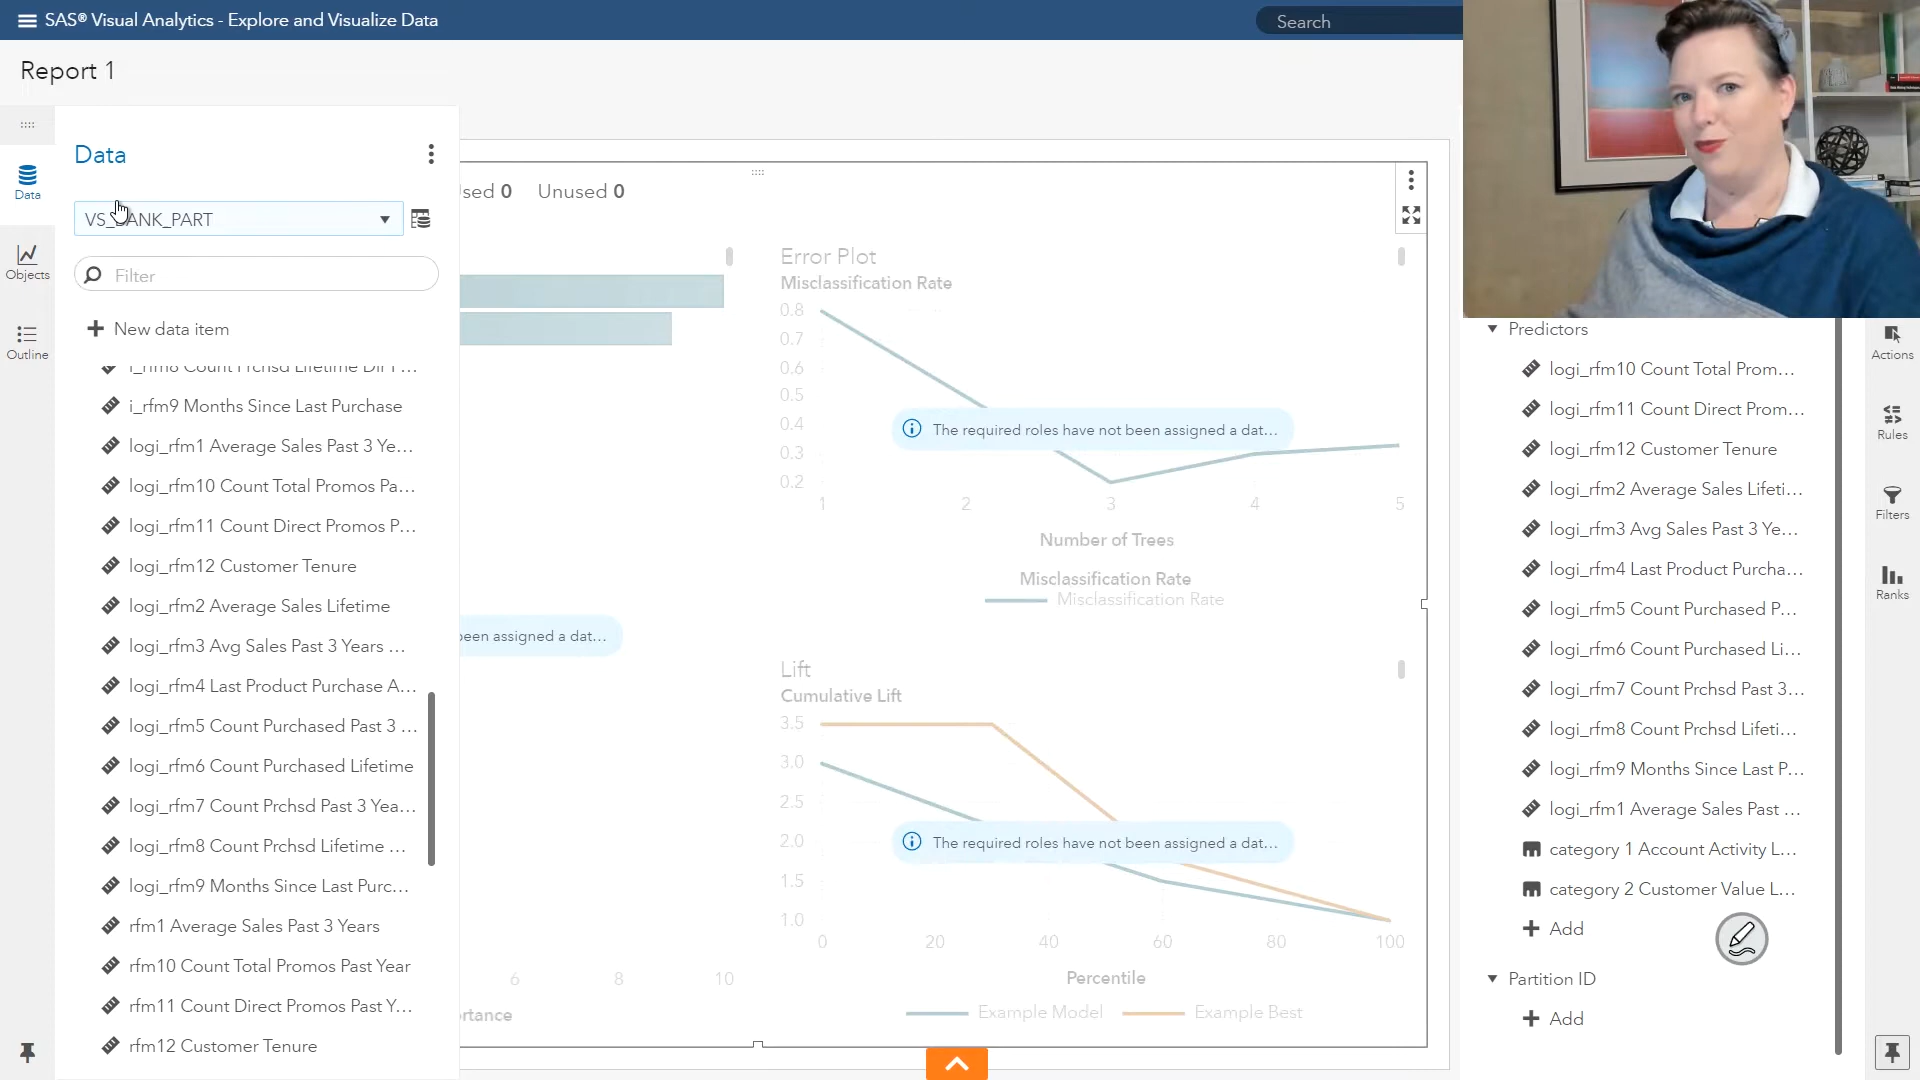 SAS® Visual Analytics - Explore and Visualize Data
Search
Report 1
Data
Data
VS_BANK_PART
Filter
Objects
New data item
Outline
i_rfm8 Count Prchsd Lifetime Dir P...
i_rfm9 Months Since Last Purchase
logi_rfm1 Average Sales Past 3 Ye...
logi_rfm10 Count Total Promos Pa...
logi_rfm11 Count Direct Promos P...
logi_rfm12 Customer Tenure
logi_rfm2 Average Sales Lifetime
logi_rfm3 Avg Sales Past 3 Years ...
logi_rfm4 Last Product Purchase A...
logi_rfm5 Count Purchased Past 3 ...
logi_rfm6 Count Purchased Lifetime
logi_rfm7 Count Prchsd Past 3 Yea...
logi_rfm8 Count Prchsd Lifetime ...
logi_rfm9 Months Since Last Purc...
rfm1 Average Sales Past 3 Years
rfm10 Count Total Promos Past Year
rfm11 Count Direct Promos Past Y...
rfm12 Customer Tenure
sed 0 Unused 0
been assigned a dat...
6 8 10
rtance
Error Plot
Misclassification Rate
0.8
0.7
0.6
0.5
0.4
0.3
0.2
The required roles have not been assigned a dat...
1 2 3 4 5
Number of Trees
Misclassification Rate
Misclassification Rate
Lift
Cumulative Lift
3.5
3.0
2.5
2.0
1.5
1.0
The required roles have not been assigned a dat...
0 20 40 60 80 100
Percentile
Example Model Example Best
Predictors
logi_rfm10 Count Total Prom...
logi_rfm11 Count Direct Prom...
logi_rfm12 Customer Tenure
logi_rfm2 Average Sales Lifeti...
logi_rfm3 Avg Sales Past 3 Ye...
logi_rfm4 Last Product Purcha...
logi_rfm5 Count Purchased P...
logi_rfm6 Count Purchased Li...
logi_rfm7 Count Prchsd Past 3...
logi_rfm8 Count Prchsd Lifeti...
logi_rfm9 Months Since Last P...
logi_rfm1 Average Sales Past ...
category 1 Account Activity L...
category 2 Customer Value L...
Add
Partition ID
Add
Actions
Rules
Filters
Ranks